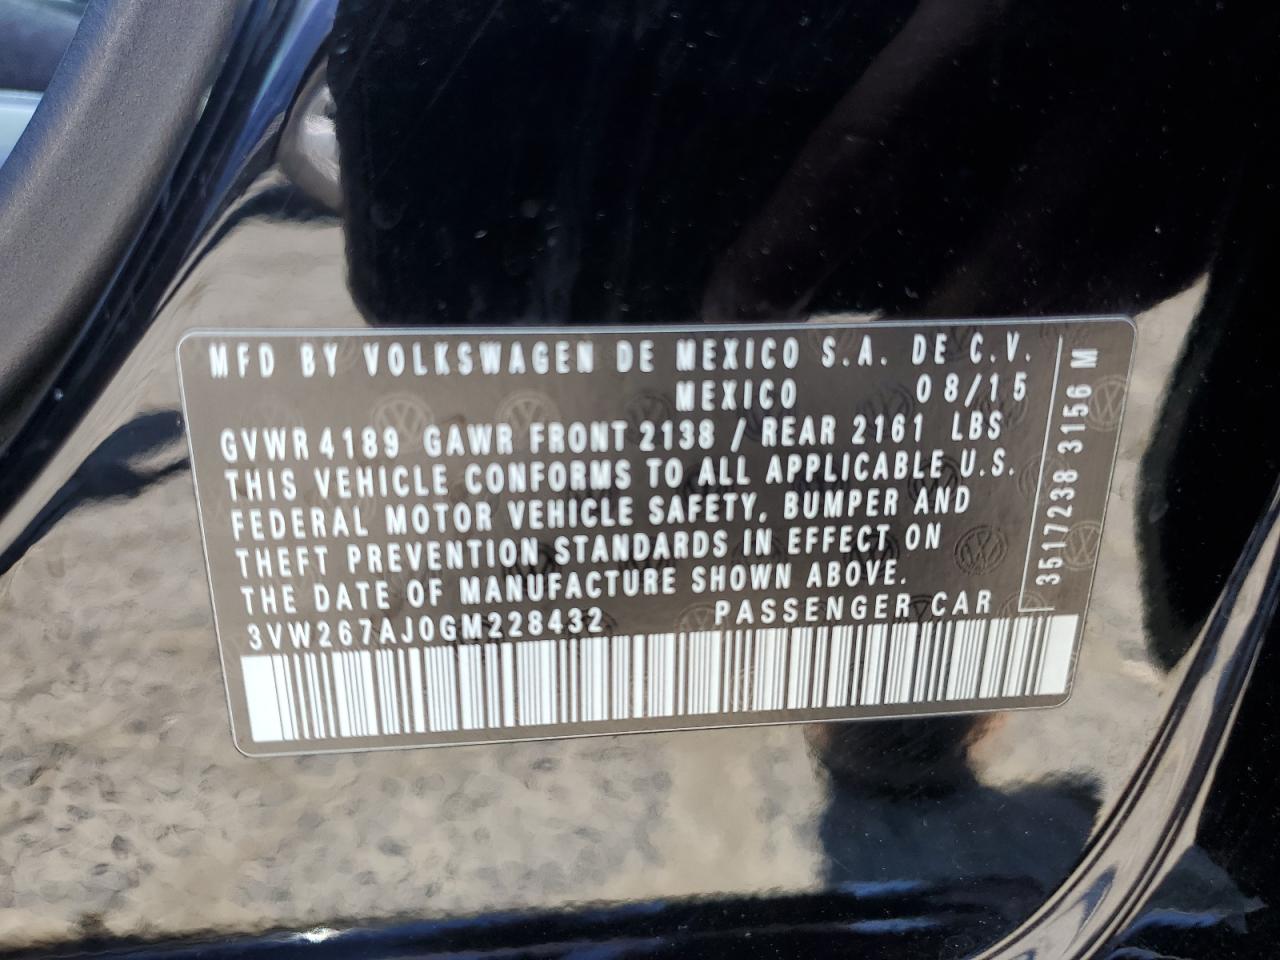 MFD BY VOLKSWAGEN DE MEXICO S.A. DE C.V.
MEXICO 08/15
GVWR 4189 GAWR FRONT 2138 / REAR 2161 LBS
THIS VEHICLE CONFORMS TO ALL APPLICABLE U.S.
FEDERAL MOTOR VEHICLE SAFETY, BUMPER AND
THEFT PREVENTION STANDARDS IN EFFECT ON
THE DATE OF MANUFACTURE SHOWN ABOVE.
3VW267AJ0GM228432 PASSENGER CAR
3517238 3156 M